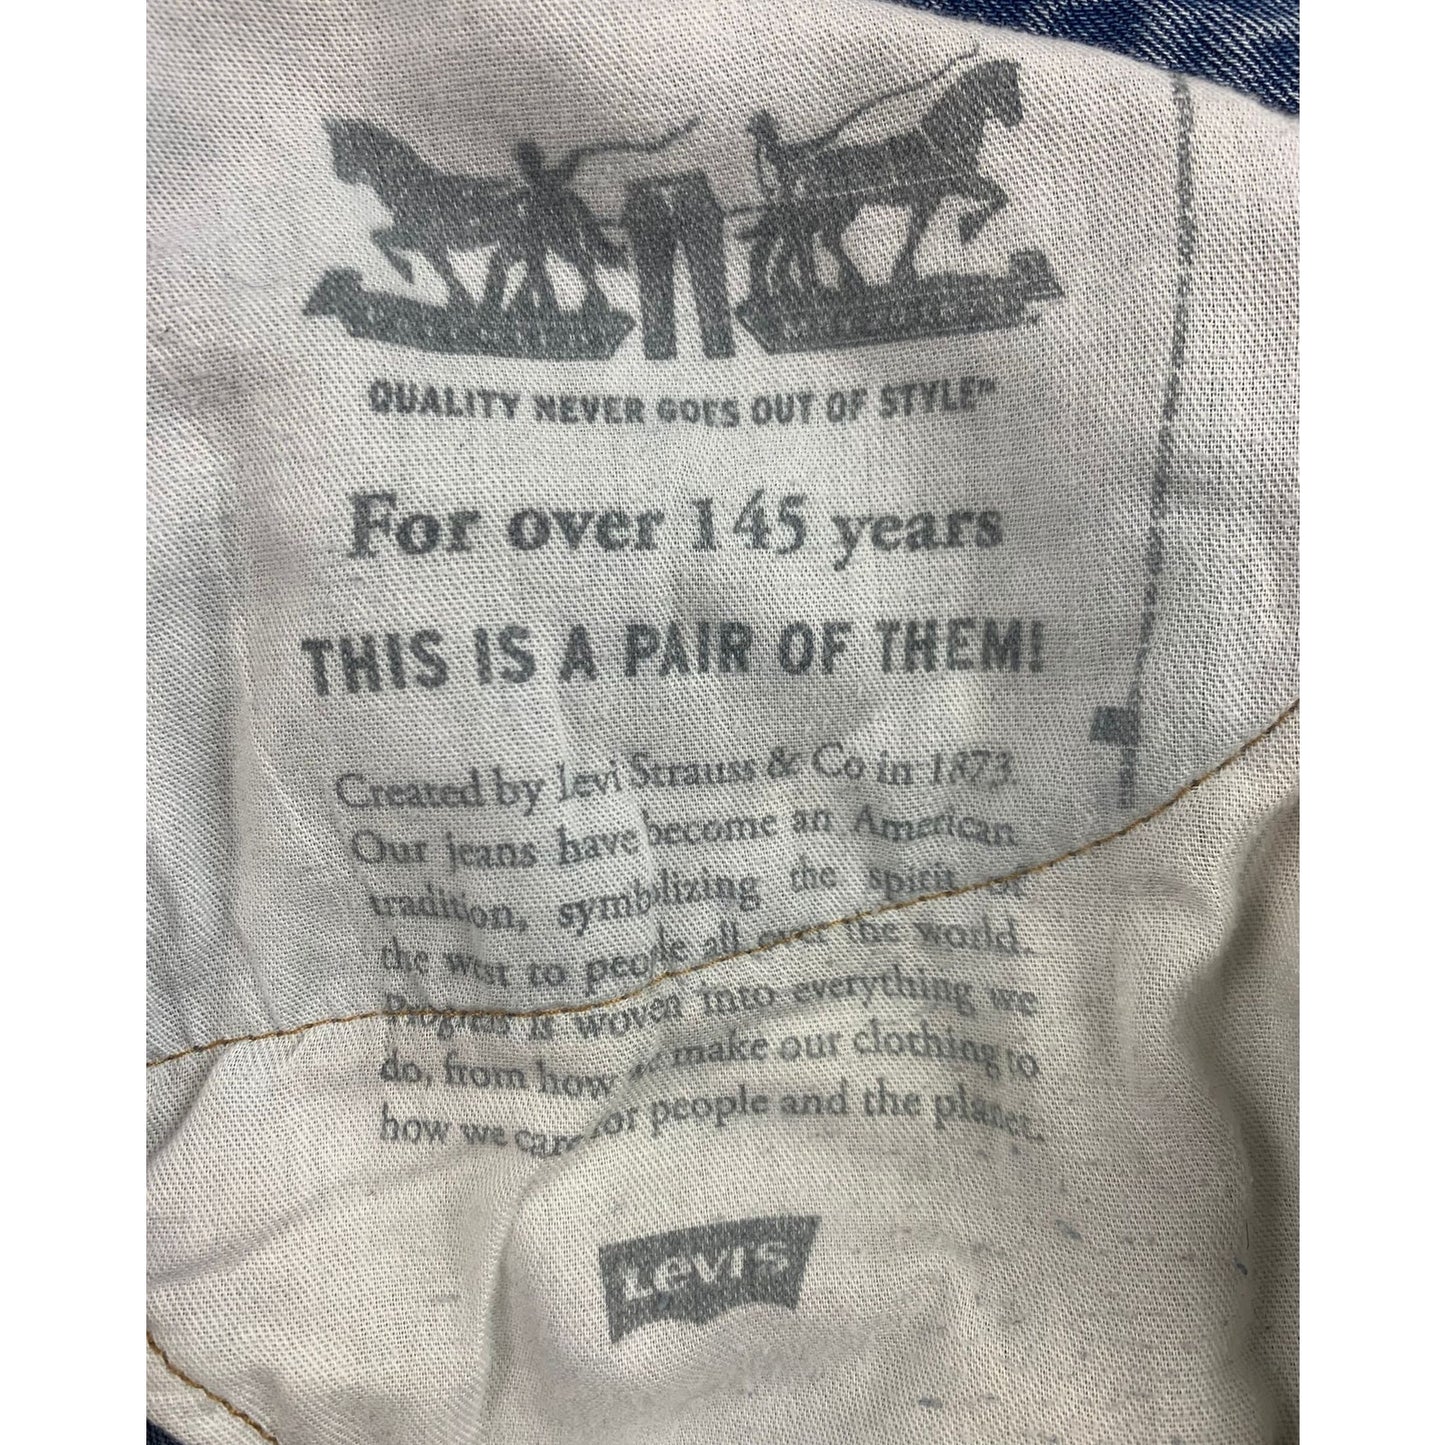 QUALITY NEVER GOES OUT OF STYLE™
For over 145 years
THIS IS A PAIR OF THEM!
Created by Levi Strauss & Co in 1873.
Our jeans have become an American
tradition, symbolizing the spirit of
the west to people all over the world.
Progress is woven into everything we
do, from how we make our clothing to
how we care for people and the planet.
Levi's